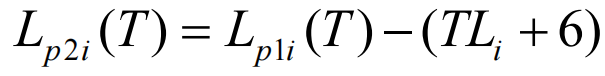 L_{p2i}(T) = L_{p1i}(T) − (TL_i + 6)